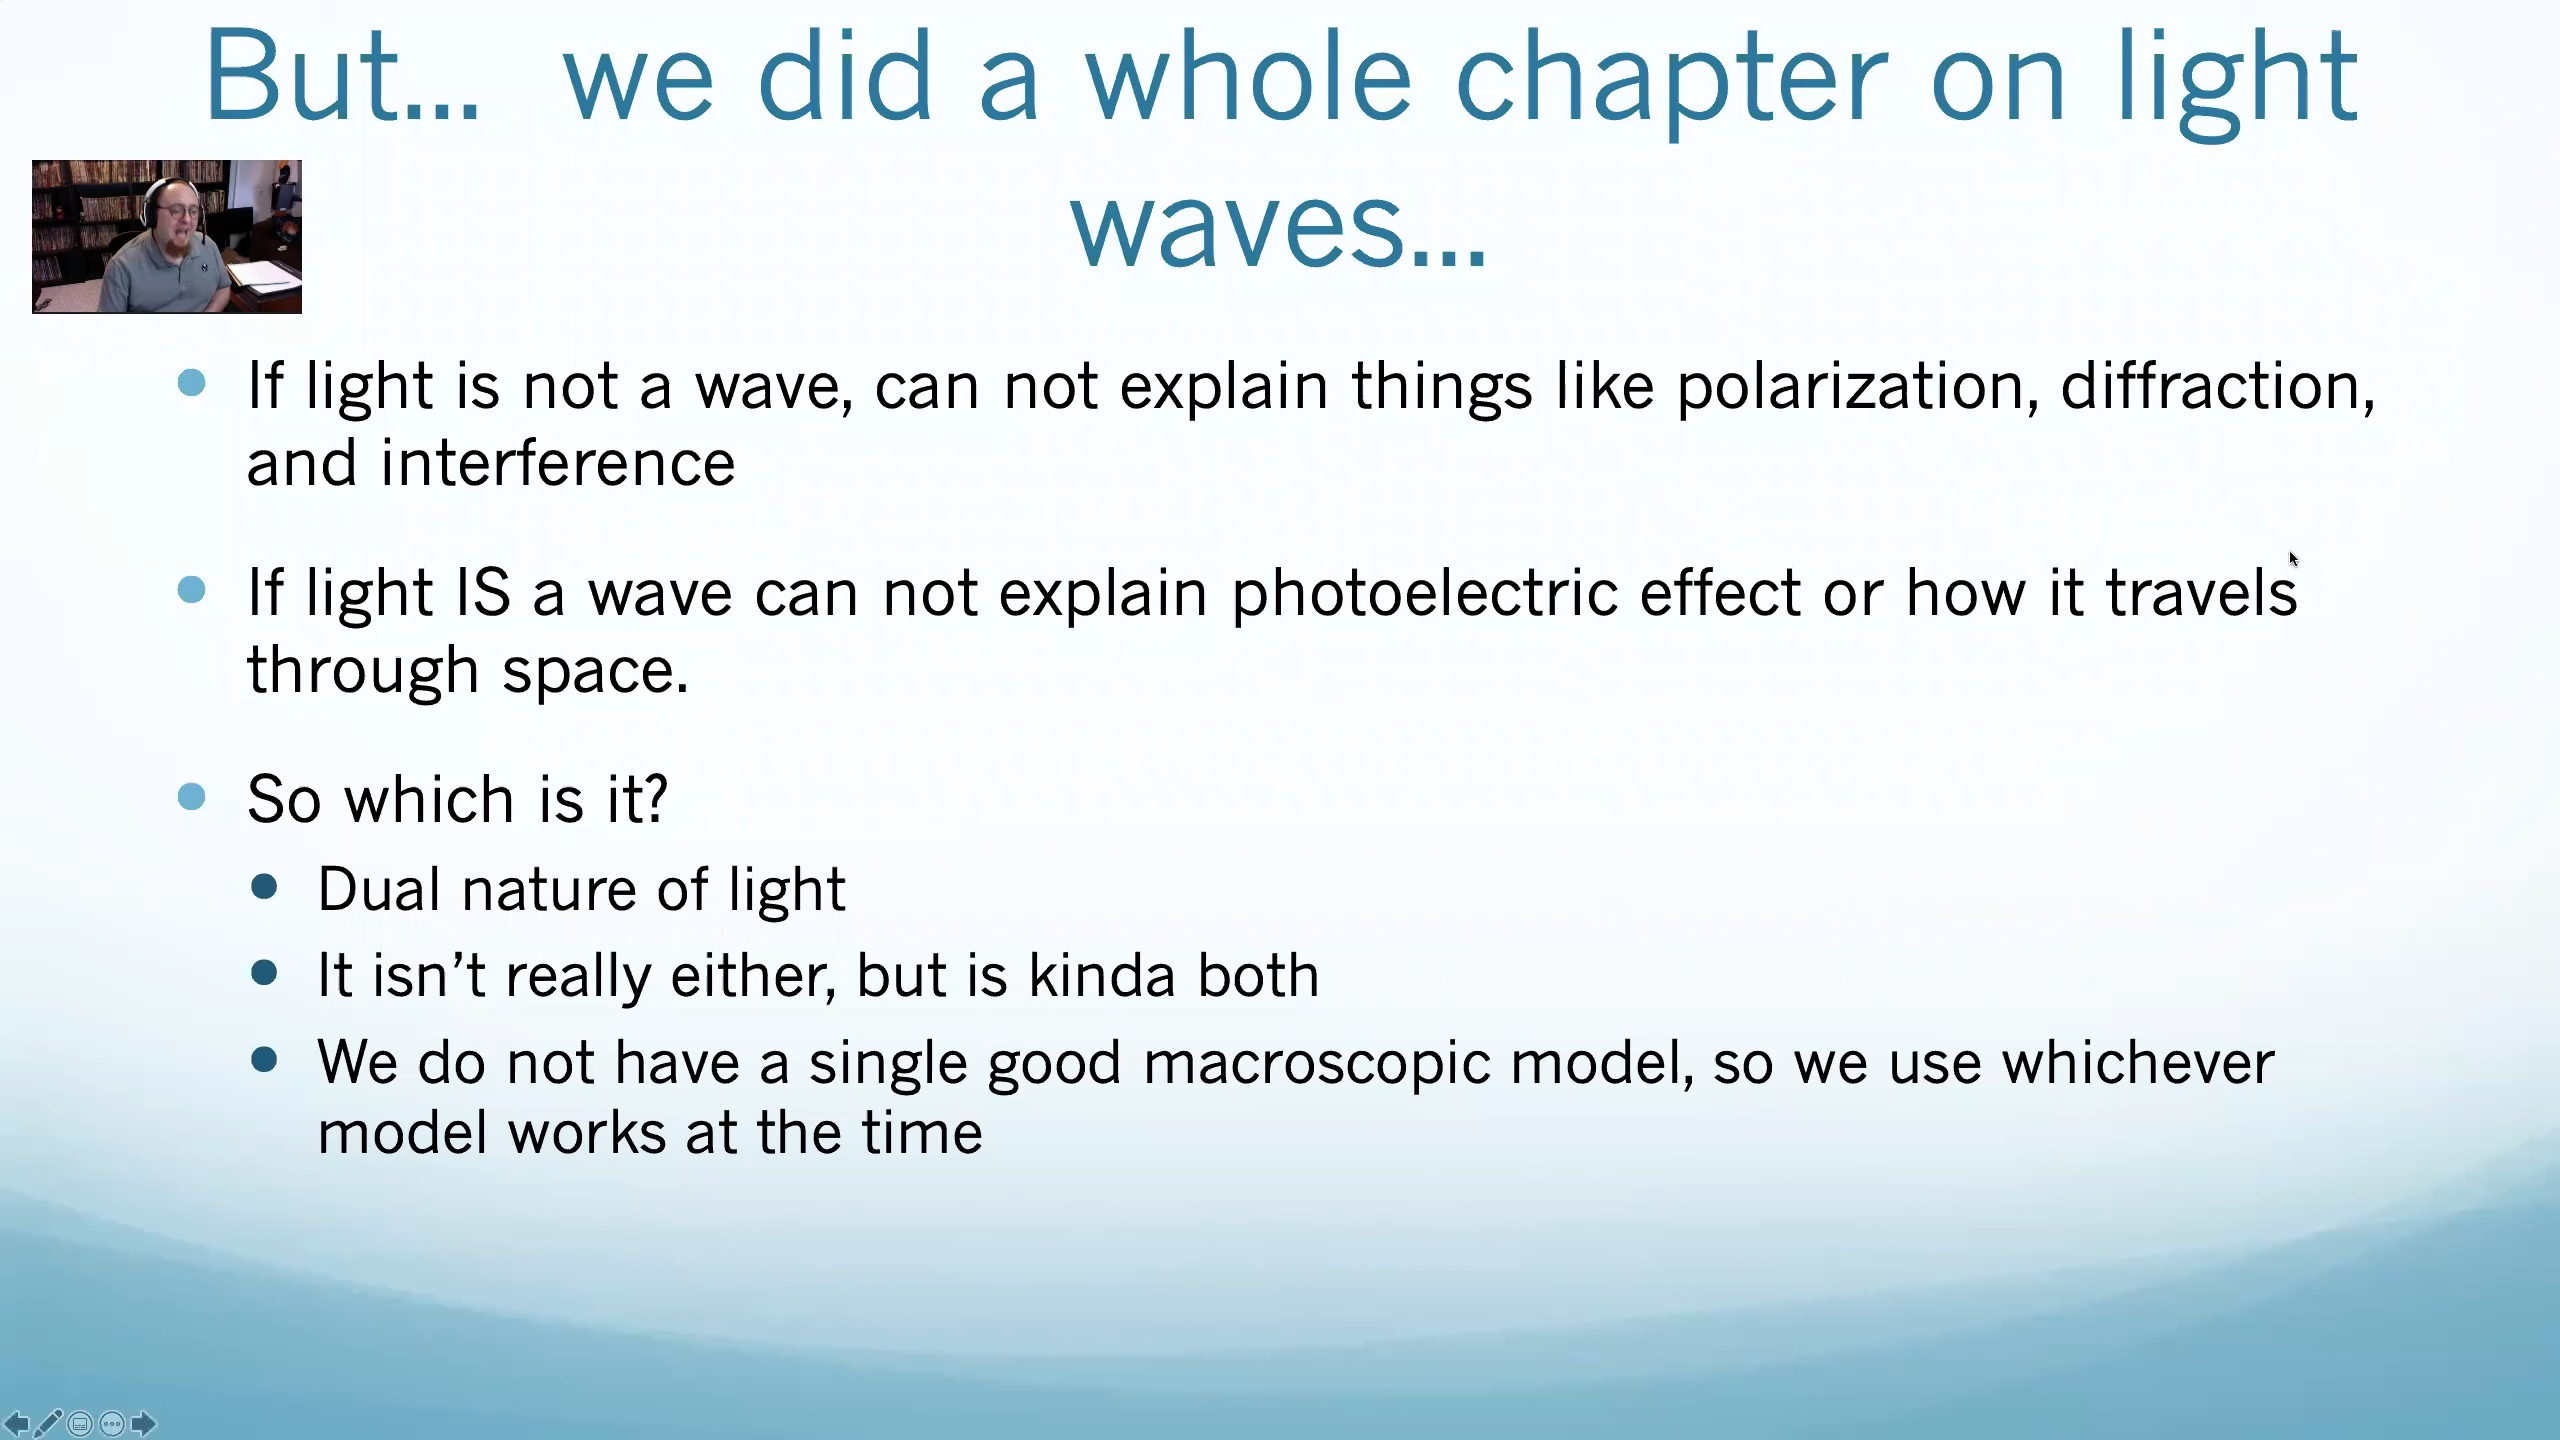 But...  we did a whole chapter on light
waves...
If light is not a wave, can not explain things like polarization, diffraction,
and interference
If light IS a wave can not explain photoelectric effect or how it travels
through space.
So which is it?
Dual nature of light
It isn’t really either, but is kinda both
We do not have a single good macroscopic model, so we use whichever
model works at the time